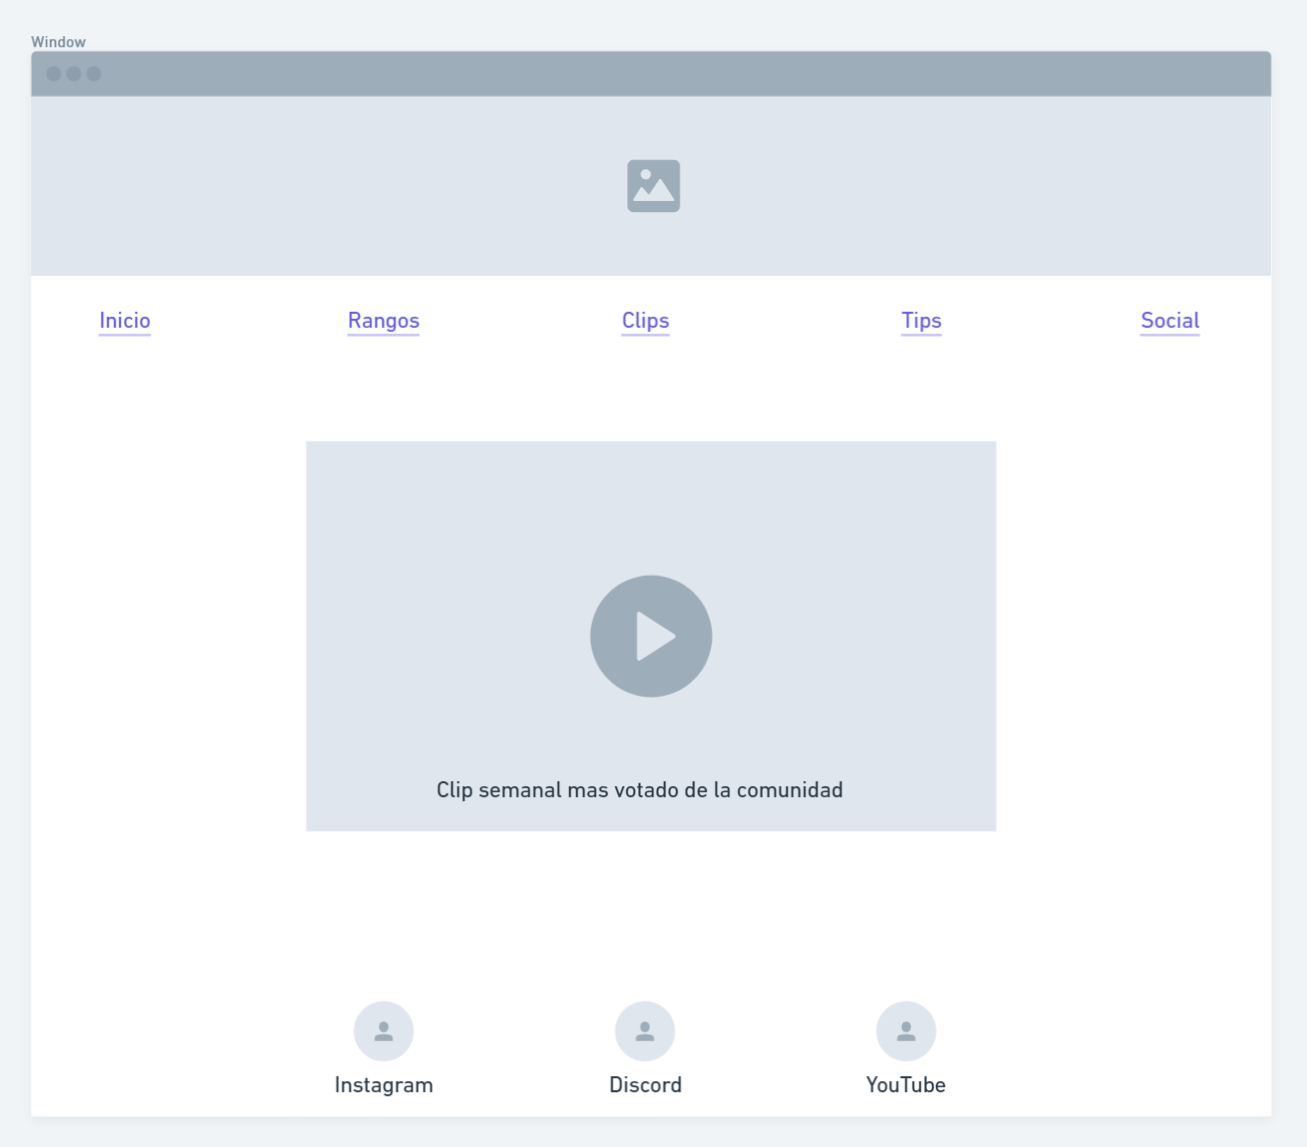 Window
Inicio
Rangos
Clips
Tips
Social
Clip semanal mas votado de la comunidad
Instagram
Discord
YouTube